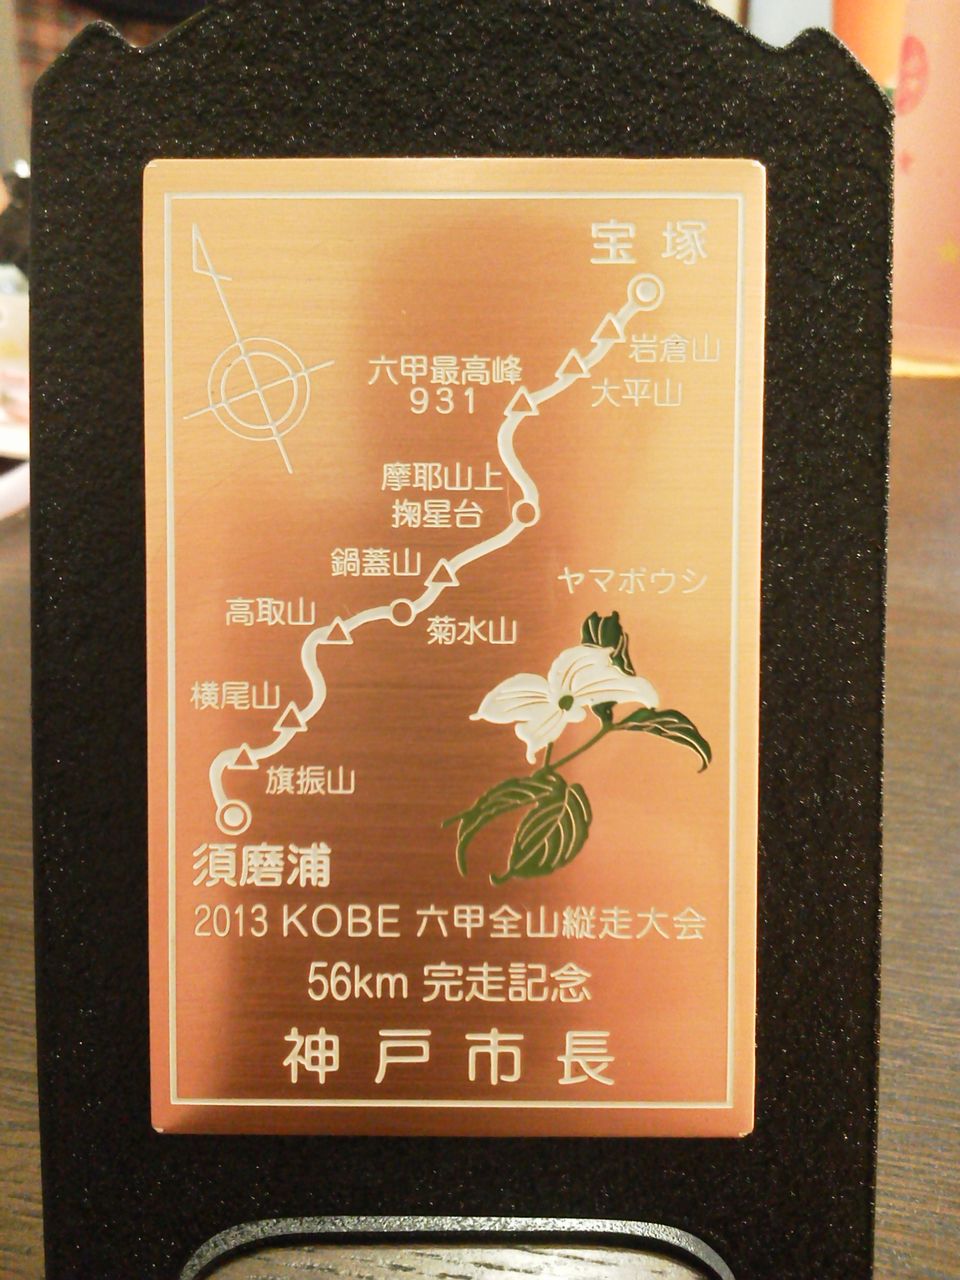 宝塚
岩倉山
六甲最高峰
931
大平山
摩耶山上
掬星台
鍋蓋山
ヤマボウシ
高取山
菊水山
横尾山
旗振山
須磨浦
2013 KOBE 六甲全山縦走大会
56km 完走記念
神戸市長